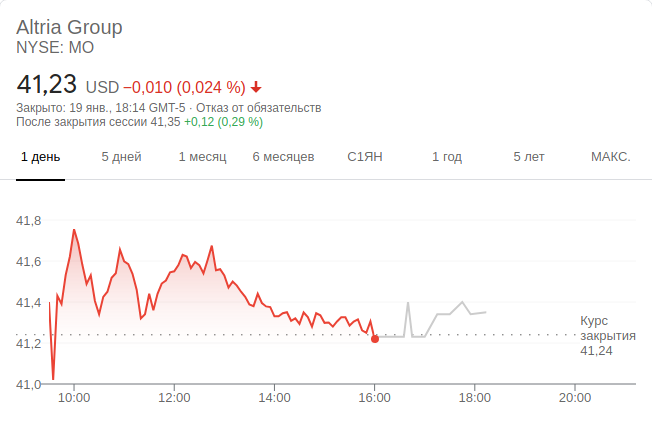 Altria Group
NYSE: MO
41,23 USD −0,010 (0,024 %)
Закрыто: 19 янв., 18:14 GMT-5 · Отказ от обязательств
После закрытия сессии 41,35 +0,12 (0,29 %)
1 день 5 дней 1 месяц 6 месяцев С1ЯН 1 год 5 лет МАКС.
41,8
41,6
41,4
41,2
41,0
Курс
закрытия
41,24
10:00 12:00 14:00 16:00 18:00 20:00